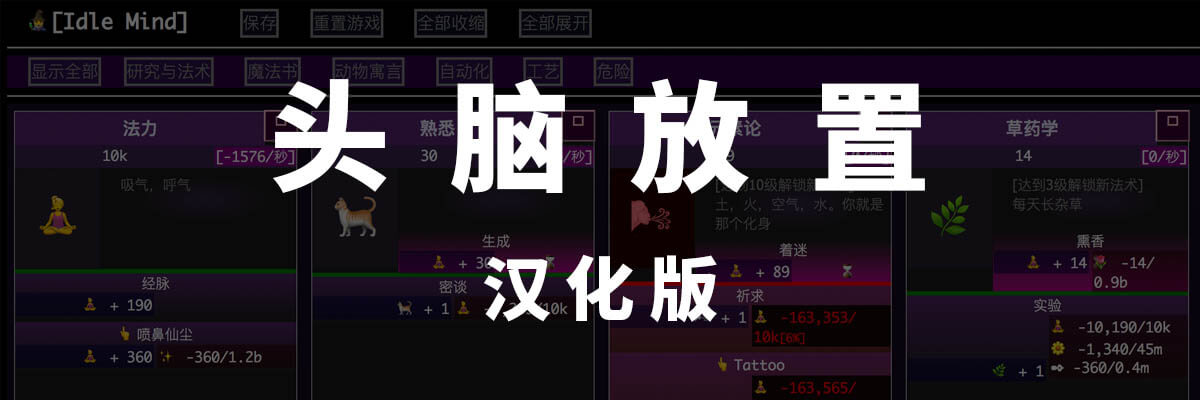 [Idle Mind] 保存 重置游戏 全部收缩 全部展开
显示全部 研究与法术 魔法书 动物寓言 自动化 工艺 危险
头脑放置
汉化版
法力
10k [-1576/秒]
吸气，呼气
经脉
+ 190
喷鼻仙尘
+ 360 -360/1.2b
熟悉
30 /秒]
生成
密谈
+ 1
素论
[达到10级解锁新
土，火，空气，水。你就是
那个化身
着迷
+ 89
祈求
+ 1 -163,353/
10k[6米]
Tattoo
-163,565/
草药学
14 [0/秒]
[达到3级解锁新法术]
每天长杂草
熏香
+ 14 -14/
0.9b
实验
-10,190/10k
-1,340/45m
+ 1 -360/0.4m